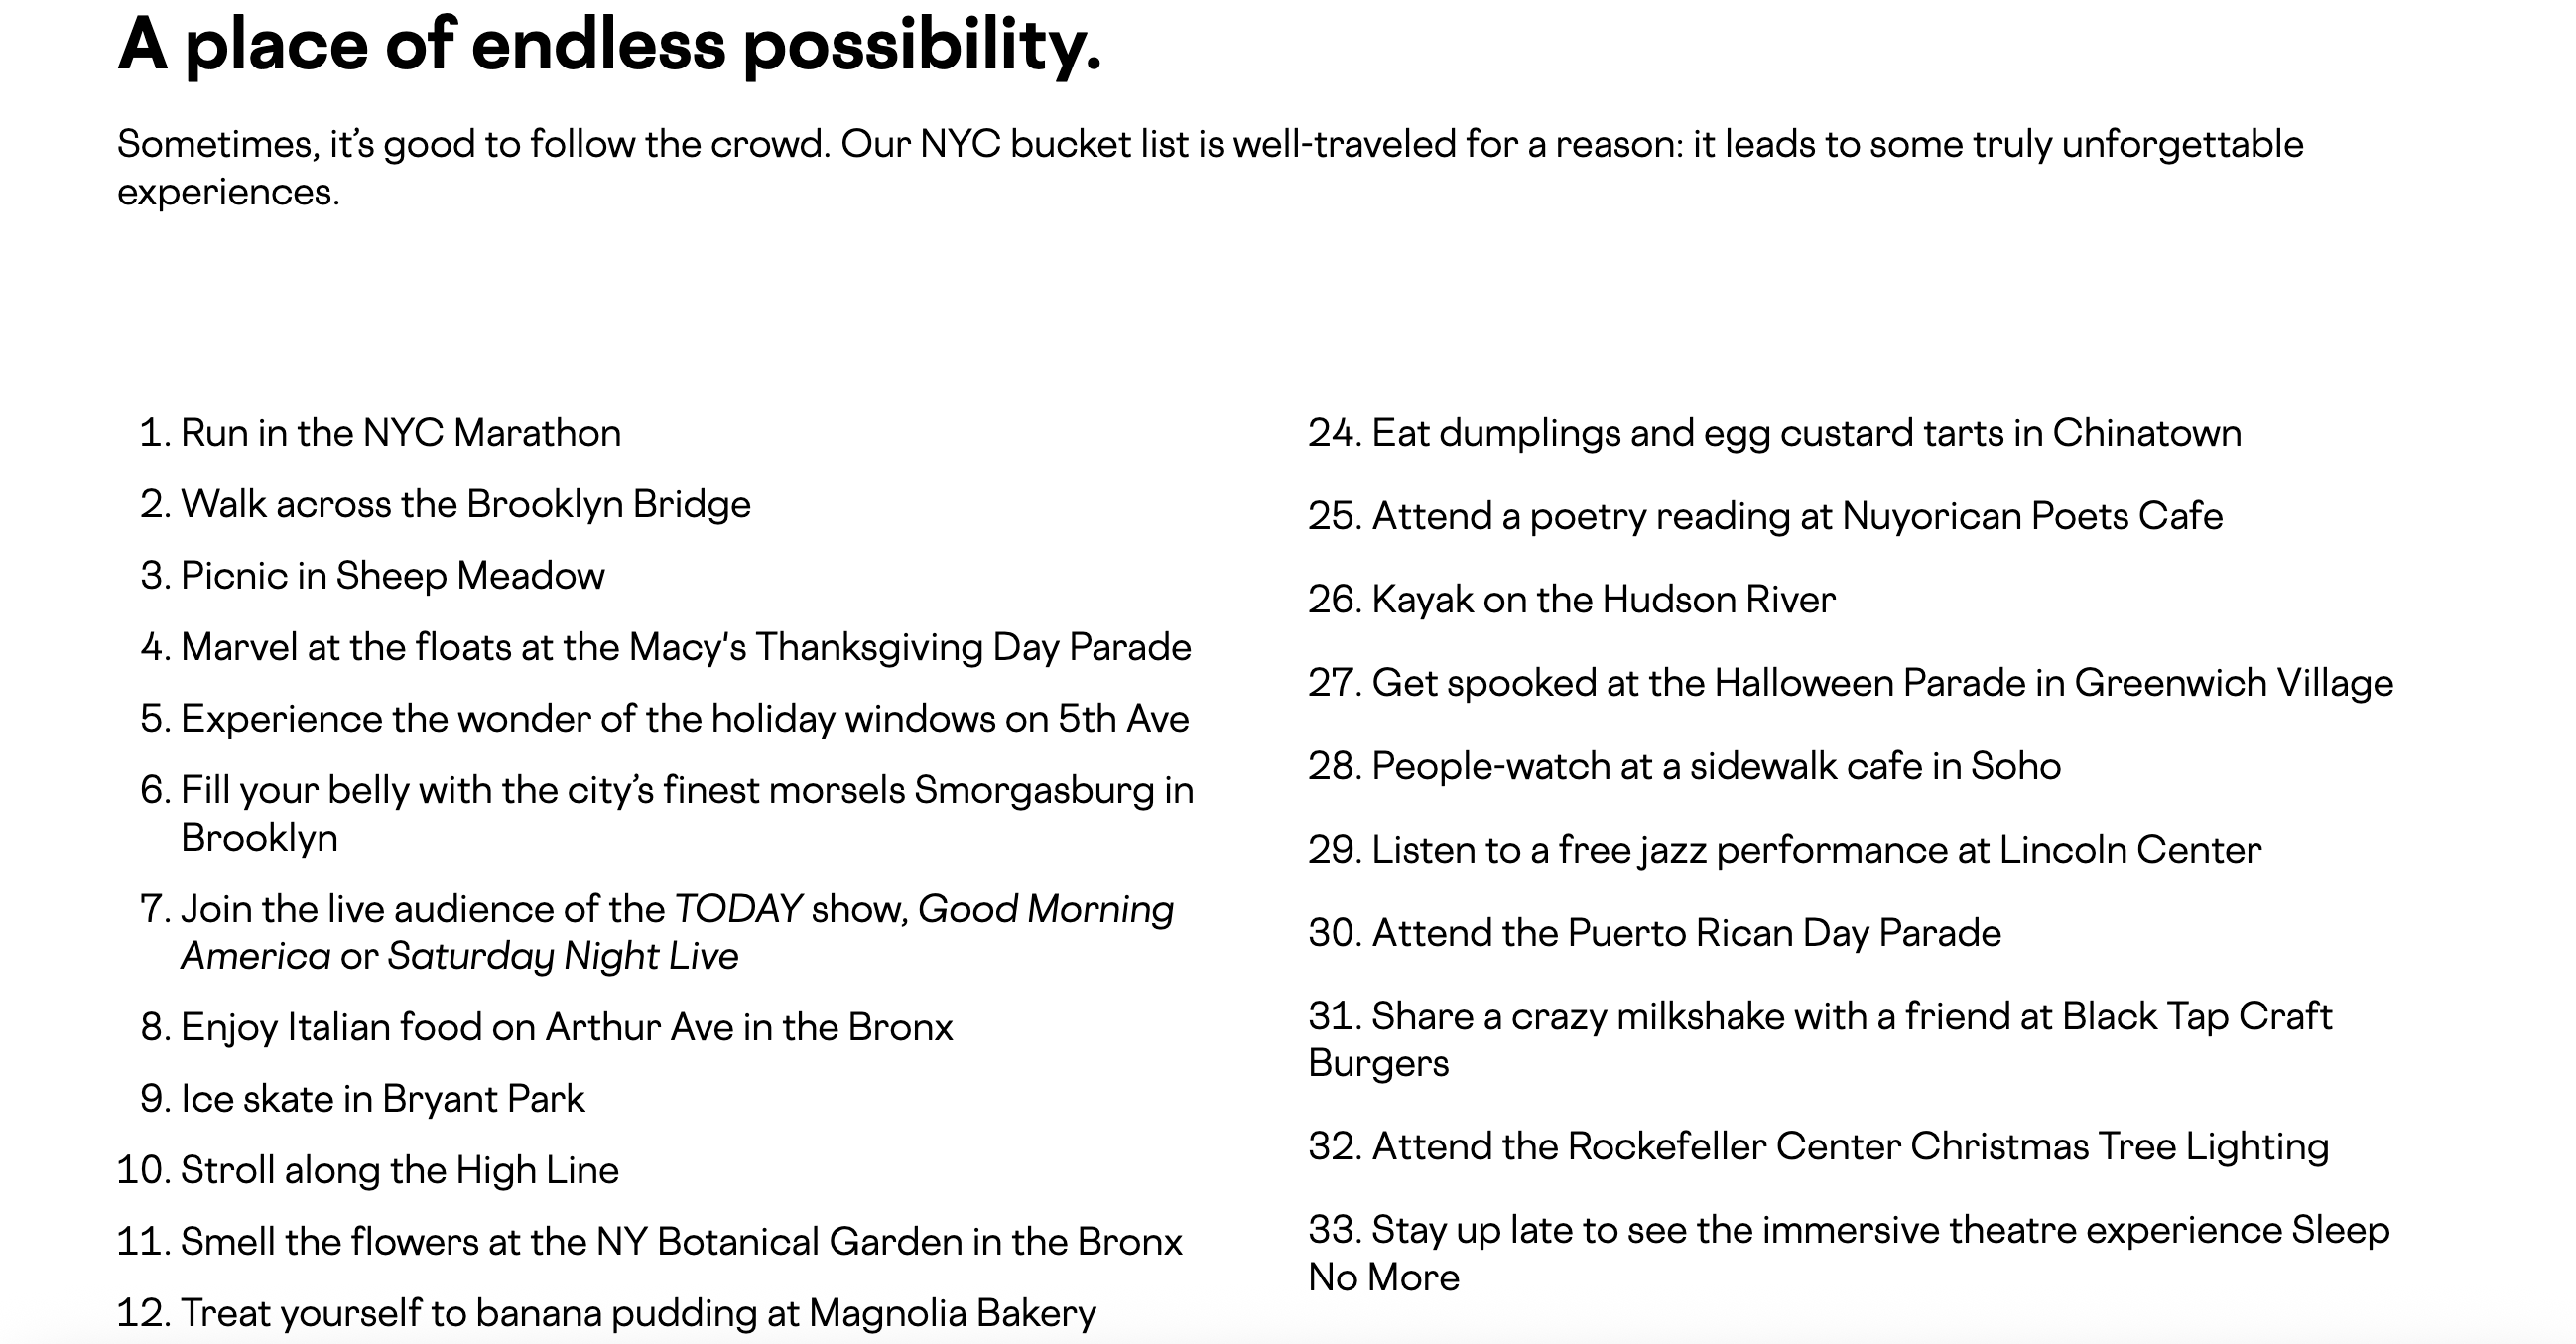 A place of endless possibility.
Sometimes, it’s good to follow the crowd. Our NYC bucket list is well-traveled for a reason: it leads to some truly unforgettable
experiences.
1. Run in the NYC Marathon
2. Walk across the Brooklyn Bridge
3. Picnic in Sheep Meadow
4. Marvel at the floats at the Macy's Thanksgiving Day Parade
5. Experience the wonder of the holiday windows on 5th Ave
6. Fill your belly with the city’s finest morsels Smorgasburg in
Brooklyn
7. Join the live audience of the TODAY show, Good Morning
America or Saturday Night Live
8. Enjoy Italian food on Arthur Ave in the Bronx
9. Ice skate in Bryant Park
10. Stroll along the High Line
11. Smell the flowers at the NY Botanical Garden in the Bronx
12. Treat yourself to banana pudding at Magnolia Bakery
24. Eat dumplings and egg custard tarts in Chinatown
25. Attend a poetry reading at Nuyorican Poets Cafe
26. Kayak on the Hudson River
27. Get spooked at the Halloween Parade in Greenwich Village
28. People-watch at a sidewalk cafe in Soho
29. Listen to a free jazz performance at Lincoln Center
30. Attend the Puerto Rican Day Parade
31. Share a crazy milkshake with a friend at Black Tap Craft
Burgers
32. Attend the Rockefeller Center Christmas Tree Lighting
33. Stay up late to see the immersive theatre experience Sleep
No More